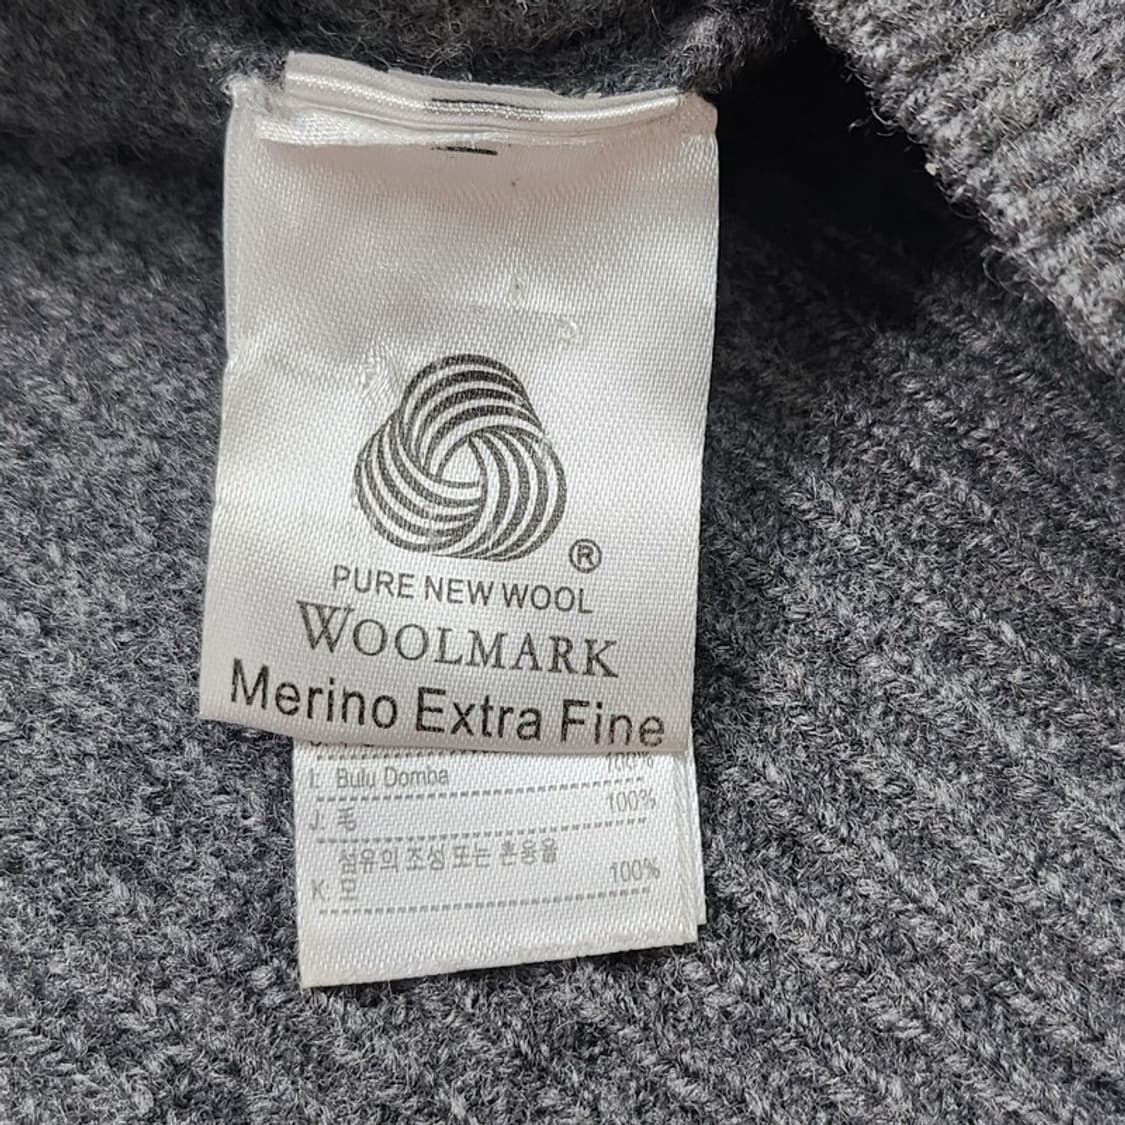 ®
PURE NEW WOOL
WOOLMARK
Merino Extra Fine
100%
I: Bulu Domba
100%
J: 毛
섬유의 조성 또는 혼용율
K: 모 100%